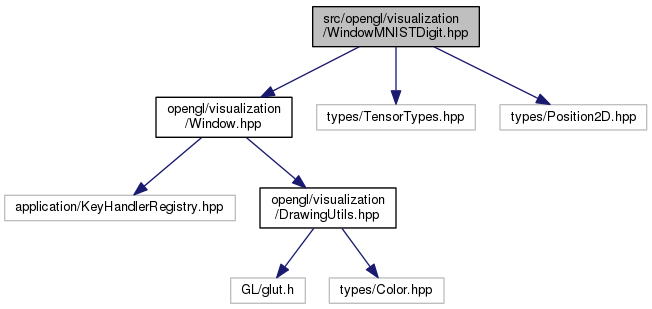 src/opengl/visualization
/WindowMNISTDigit.hpp
opengl/visualization
/Window.hpp
types/TensorTypes.hpp
types/Position2D.hpp
application/KeyHandlerRegistry.hpp
opengl/visualization
/DrawingUtils.hpp
GL/glut.h
types/Color.hpp